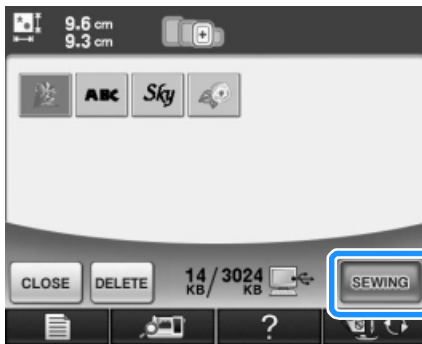 9.6 cm
9.3 cm
ABC Sky
CLOSE DELETE 14 KB / 3024 KB SEWING
?